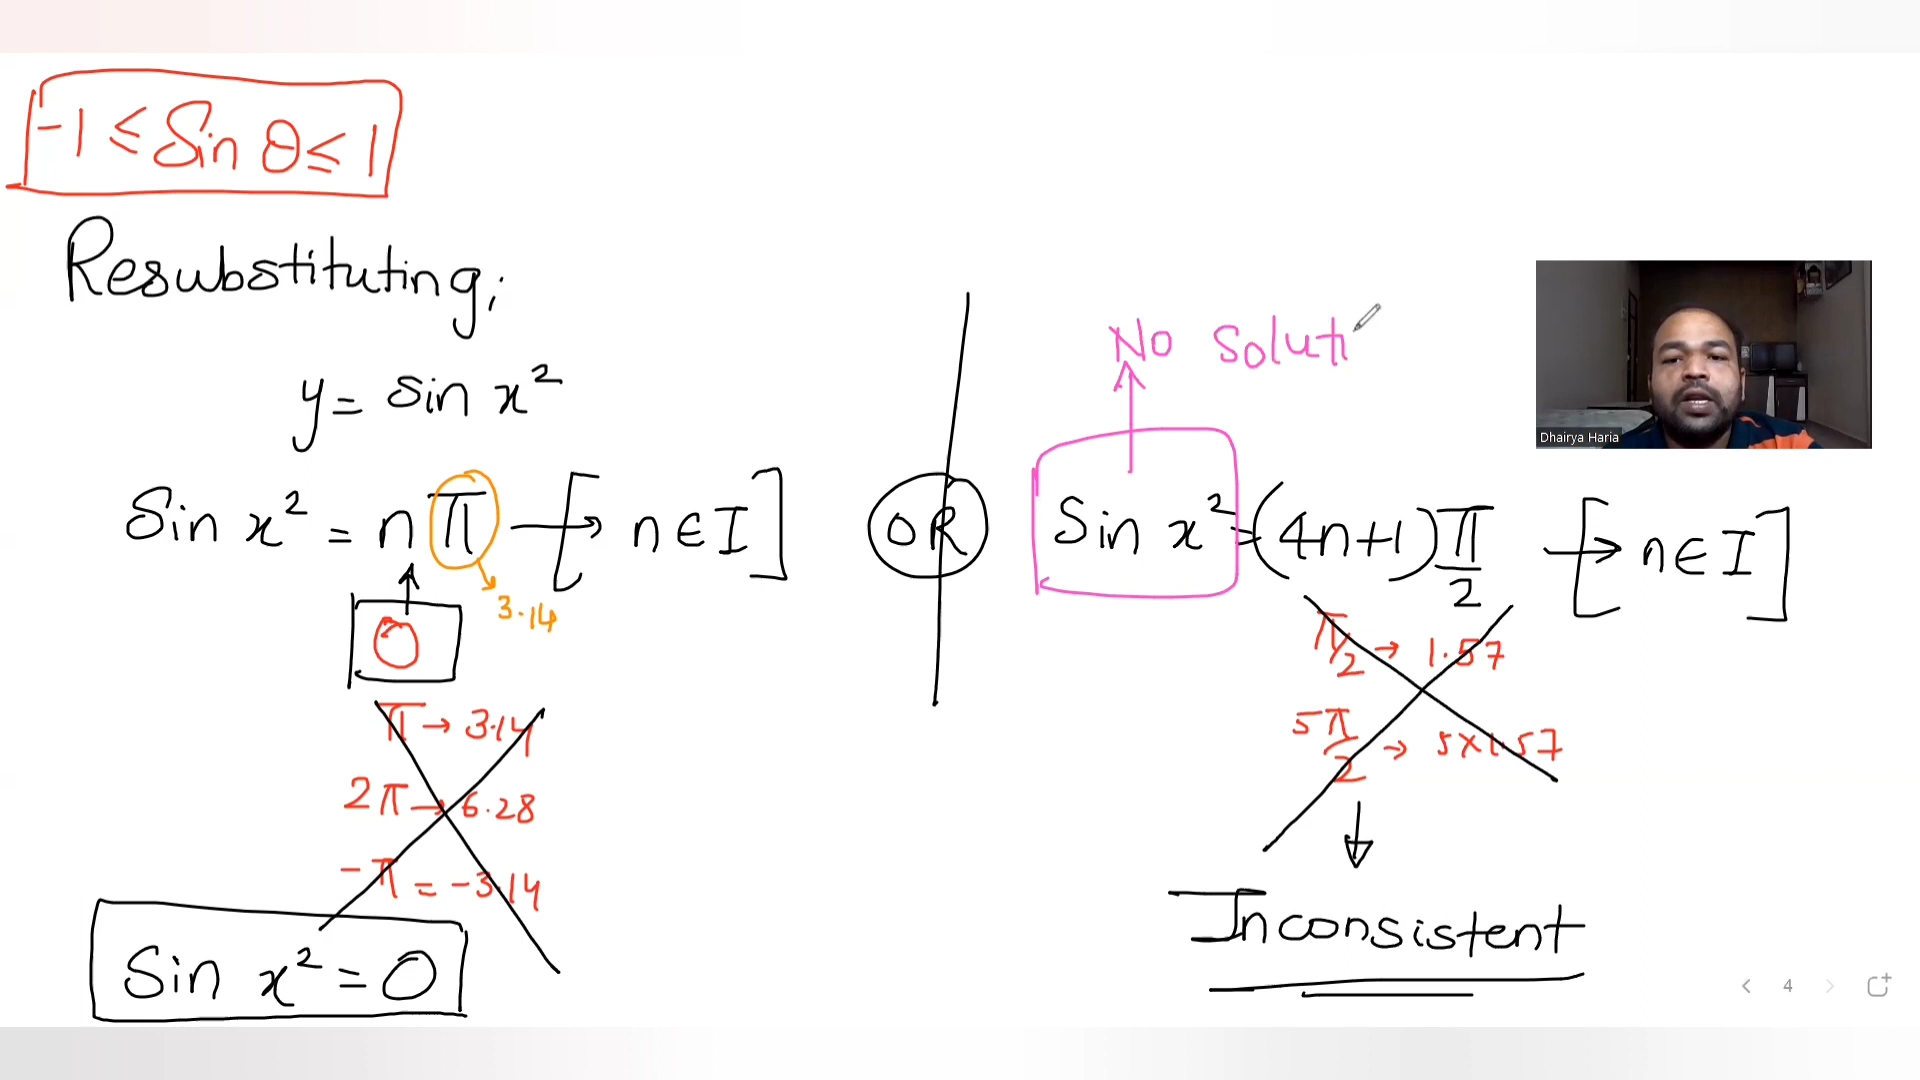 -1 ≤ Sin θ ≤ 1
Resubstituting;
y = sin x²
Sin x² = nπ → [n ∈ I]
3.14
0
π → 3.14
2π → 6.28
-π = -3.14
Sin x² = 0
OR
No Soluti
Sin x² = (4n+1)π/2 → [n ∈ I]
π/2 → 1.57
5π/2 → 5×1.57
Inconsistent
Dhairya Haria
4